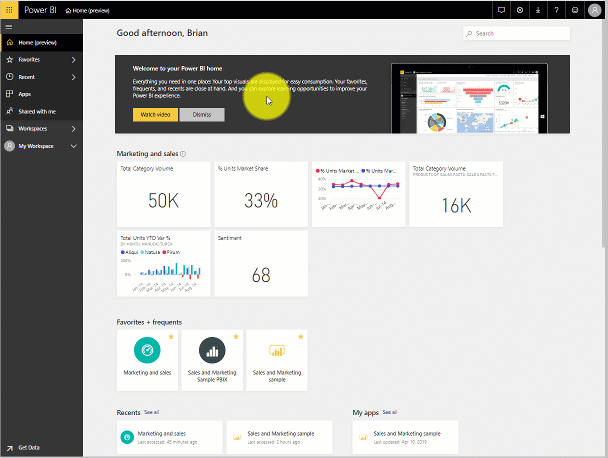 Power BI
Home (preview)
Good afternoon, Brian
Search
Home (preview)
Favorites
Recent
Apps
Shared with me
Workspaces
My Workspace
Get Data
Welcome to your Power BI home
Everything you need in one place Your top visuals are displayed for easy consumption. Your favorites,
frequents, and recents are close at hand. And you can explore learning opportunities to improve your
Power BI experience.
Watch video
Dismiss
Marketing and sales
Total Category Volume
50K
% Units Market Share
33%
% Units Market ...
% Units Market ...
40%
20%
0%
Total Category Volume
PRODUCTS OF SALES FACTS, SALES FACTS T...
16K
Total Units YTD Var %
BY MONTH, MANUFACTURER
Aliqui
Natura
Pirum
200%
0%
Sentiment
68
Favorites + frequents
Marketing and sales
Sales and Marketing
Sample PBIX
Sales and Marketing
sample
Recents
See all
Marketing and sales
Last accessed: 45 minutes ago
Sales and Marketing sample
Last accessed: 2 hours ago
My apps
See all
Sales and Marketing sample
Last updated: Apr 10, 2019